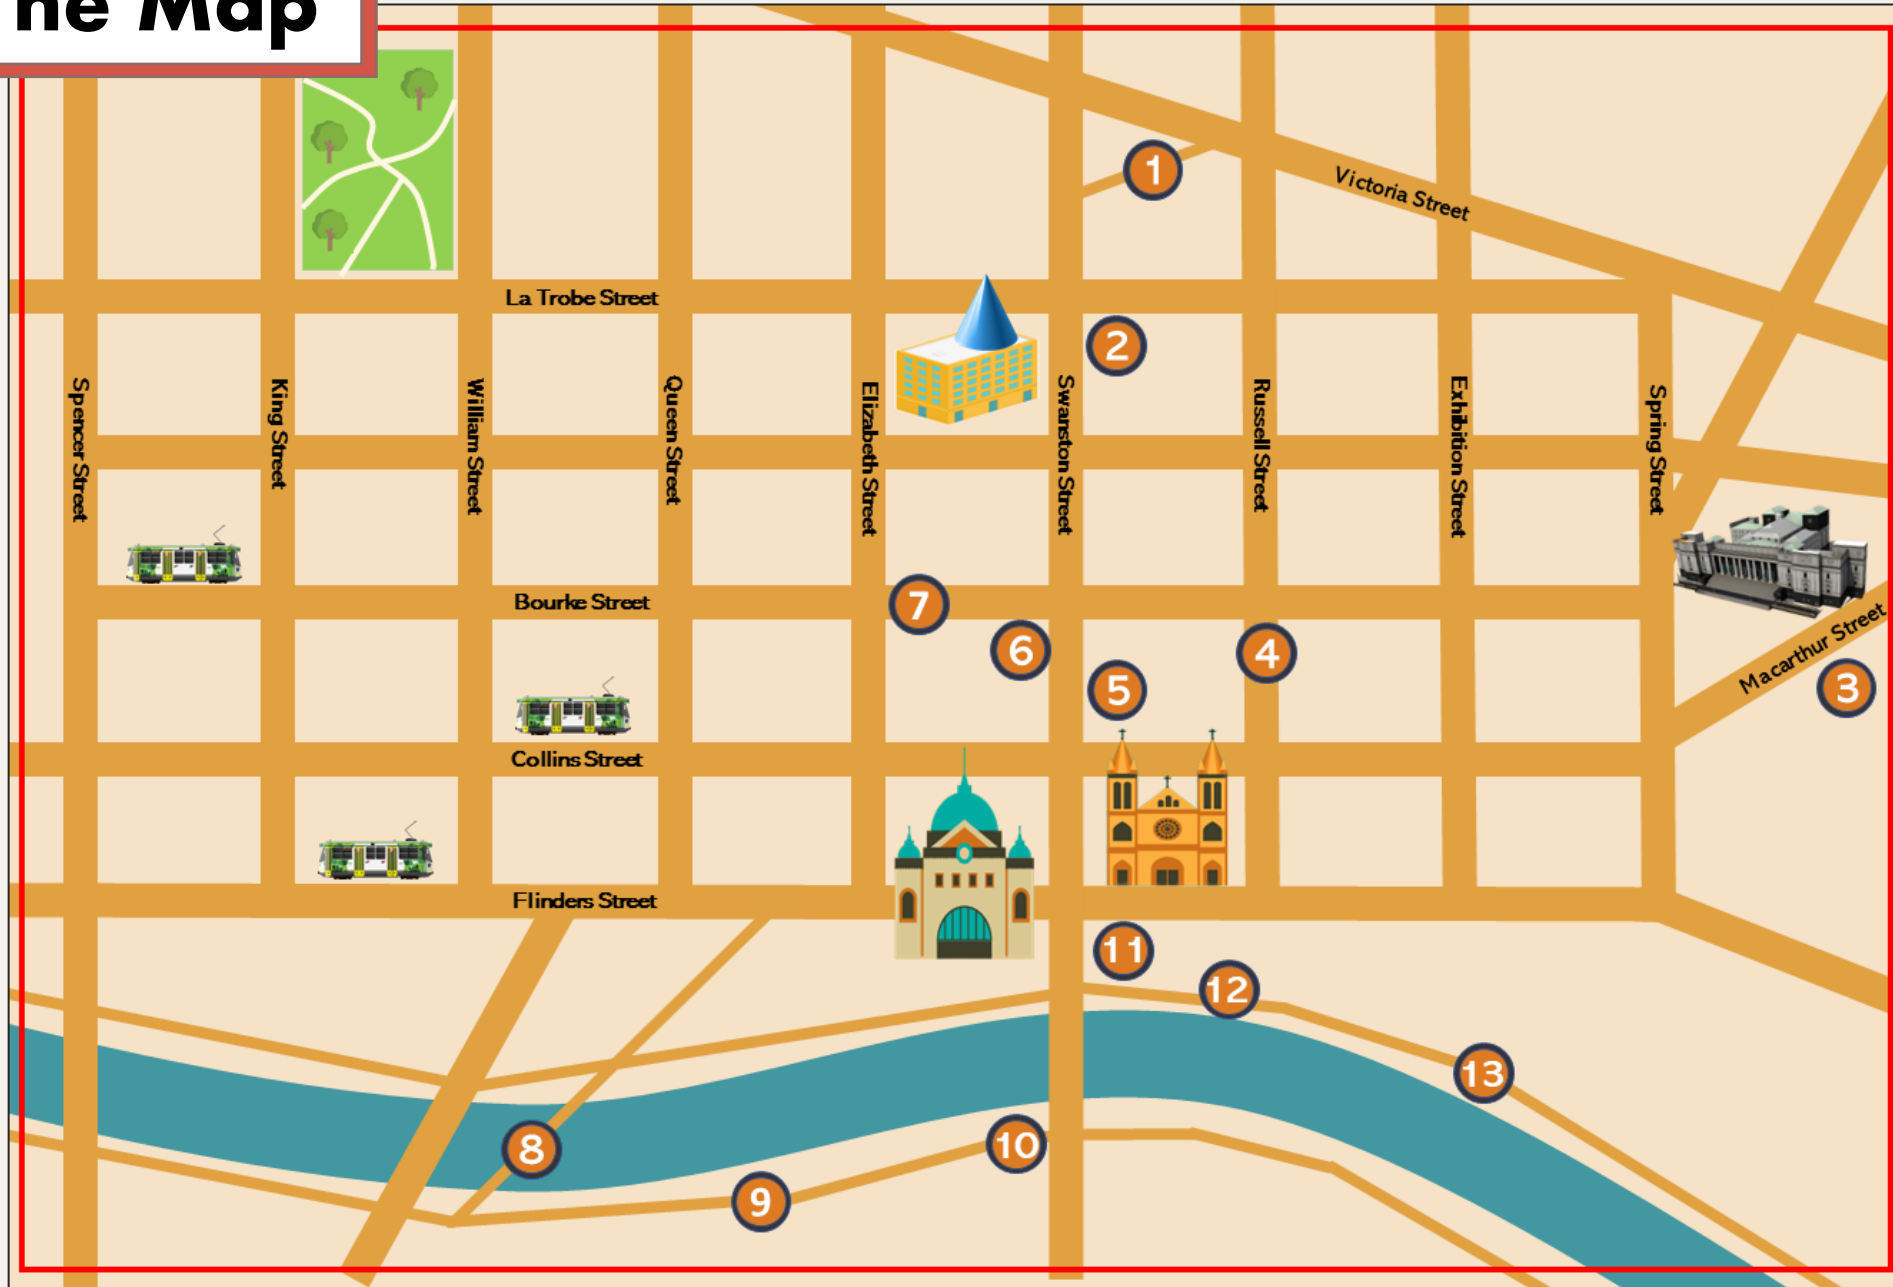 ne Map
1
Victoria Street
La Trobe Street
2
Spencer Street
King Street
William Street
Queen Street
Elizabeth Street
Swanston Street
Russell Street
Exhibition Street
Spring Street
Bourke Street
7
6
4
5
Macarthur Street
3
Collins Street
Flinders Street
11
12
13
8
10
9